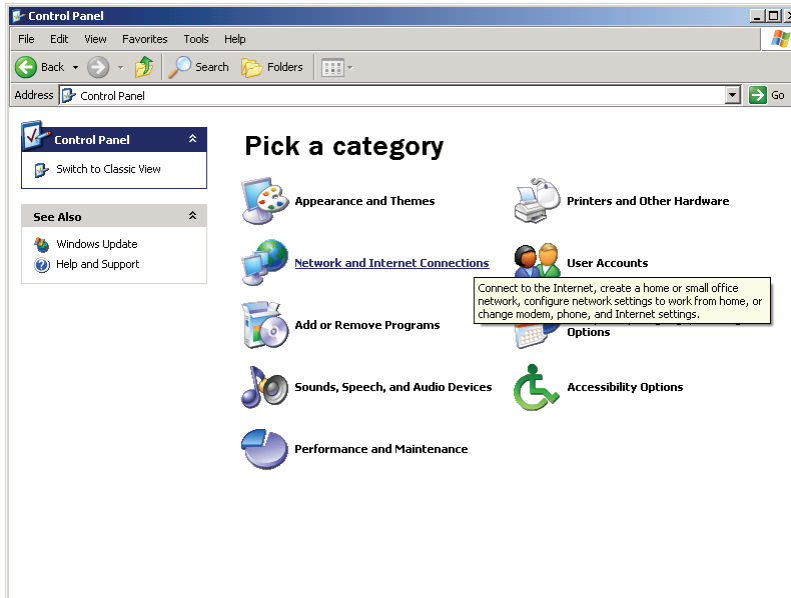 Control Panel
File Edit View Favorites Tools Help
Back Search Folders
Address Control Panel Go
Control Panel
Switch to Classic View
See Also
Windows Update
Help and Support
Pick a category
Appearance and Themes
Printers and Other Hardware
Network and Internet Connections
User Accounts
Connect to the Internet, create a home or small office
network, configure network settings to work from home, or
change modem, phone, and Internet settings.
Add or Remove Programs
Options
Sounds, Speech, and Audio Devices
Accessibility Options
Performance and Maintenance